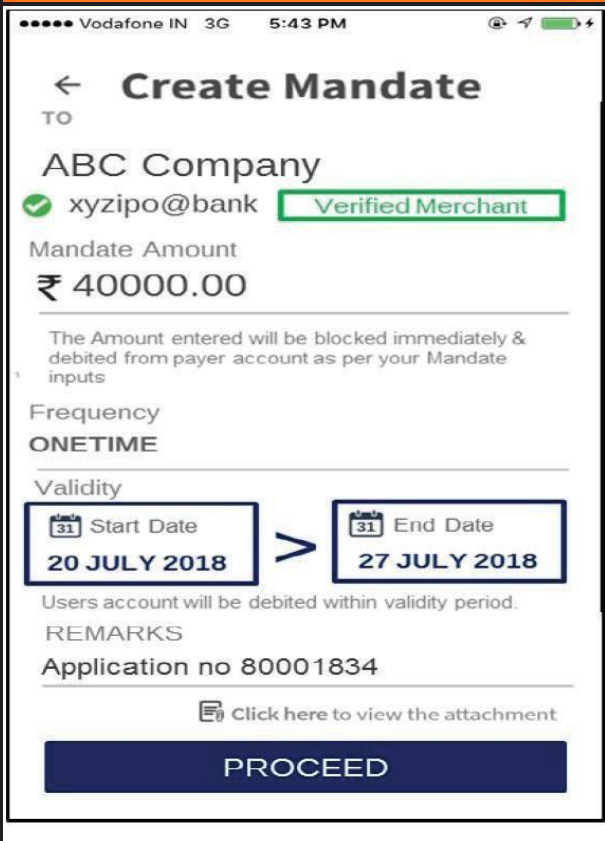 Vodafone IN 3G 5:43 PM
← Create Mandate
TO
ABC Company
xyzipo@bank Verified Merchant
Mandate Amount
₹ 40000.00
The Amount entered will be blocked immediately &
debited from payer account as per your Mandate
inputs
Frequency
ONETIME
Validity
31 Start Date > 31 End Date
20 JULY 2018 27 JULY 2018
Users account will be debited within validity period.
REMARKS
Application no 80001834
Click here to view the attachment
PROCEED